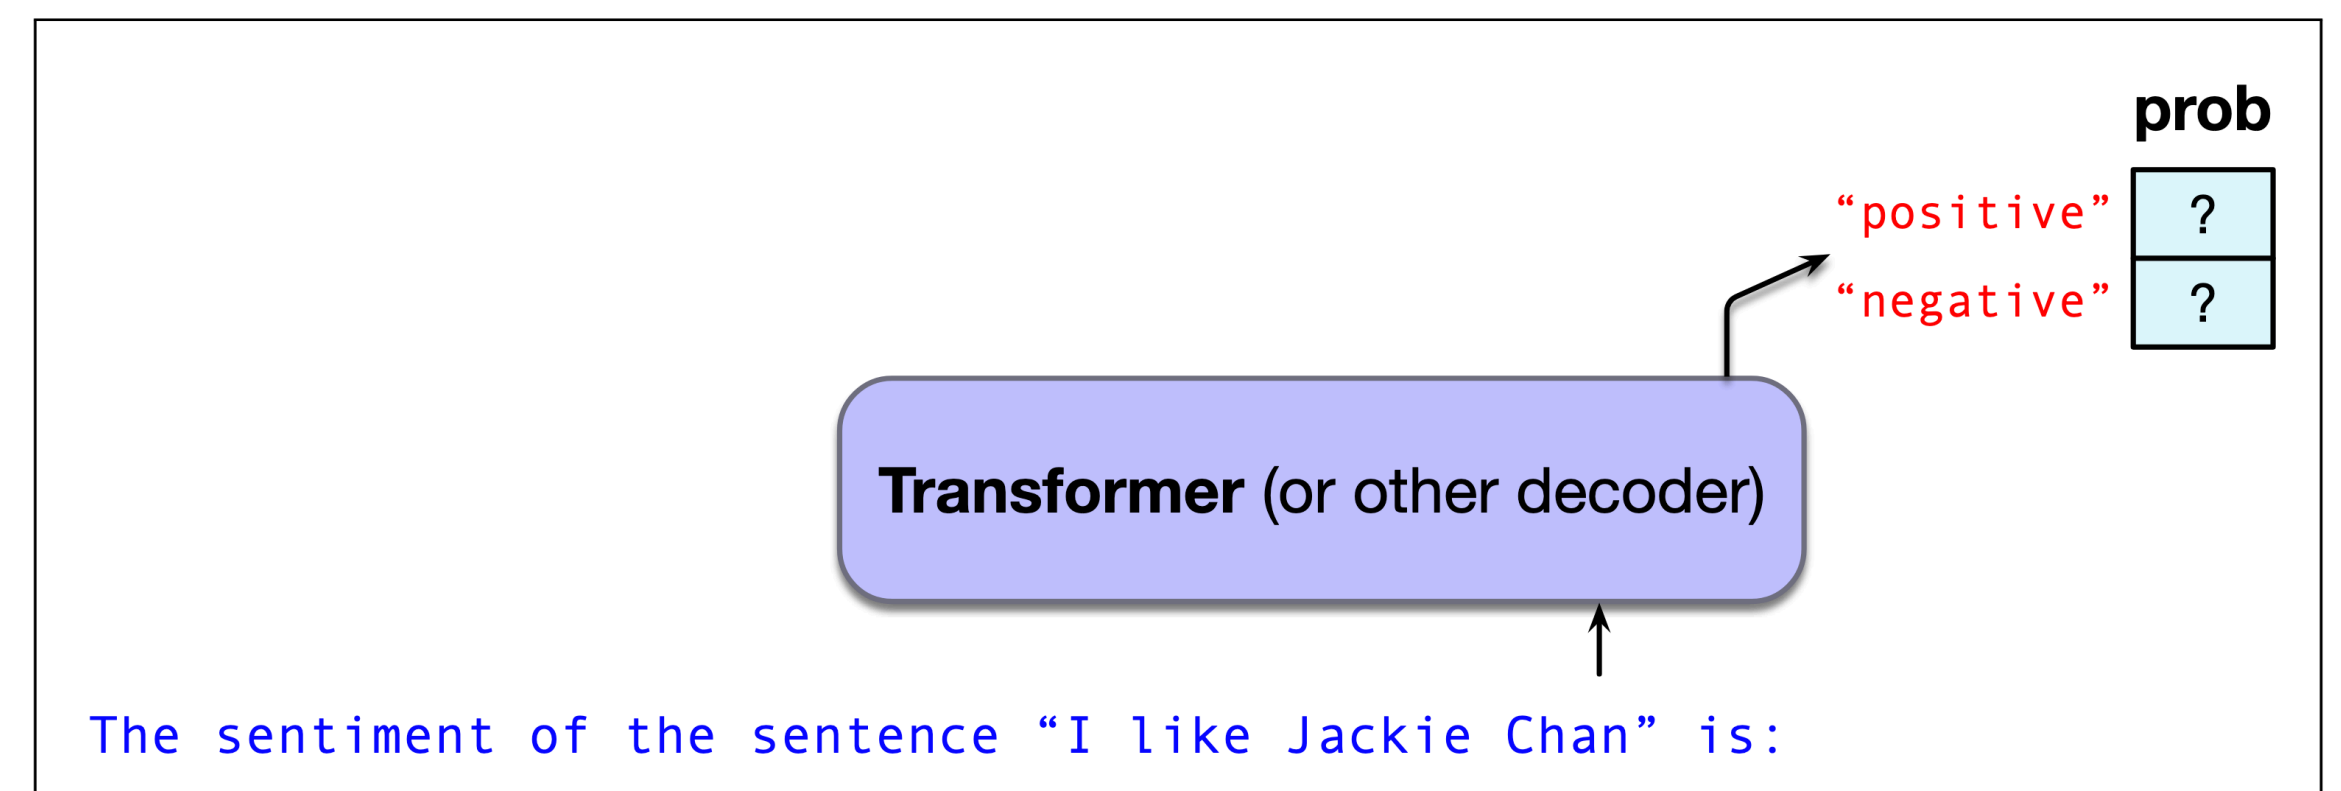 prob
“positive” ?
“negative” ?
Transformer (or other decoder)
The sentiment of the sentence “I like Jackie Chan” is: